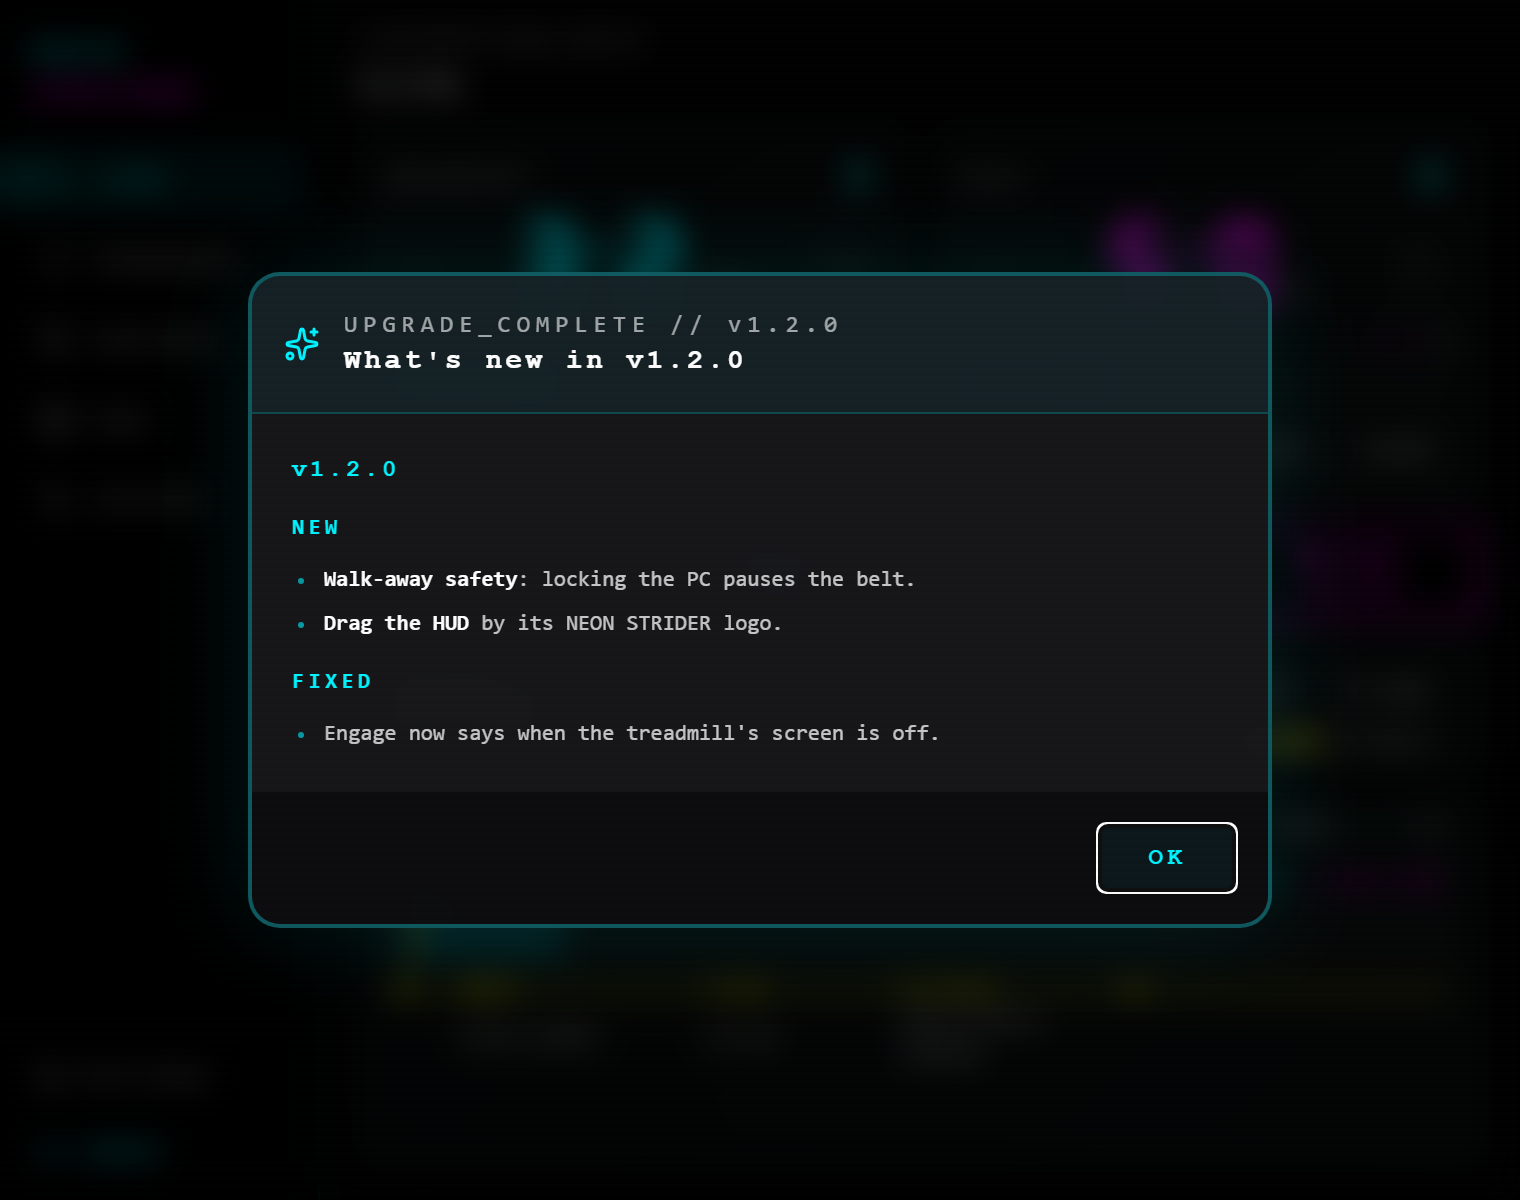 UPGRADE_COMPLETE // v1.2.0
What's new in v1.2.0
v1.2.0
NEW
Walk-away safety: locking the PC pauses the belt.
Drag the HUD by its NEON STRIDER logo.
FIXED
Engage now says when the treadmill's screen is off.
OK